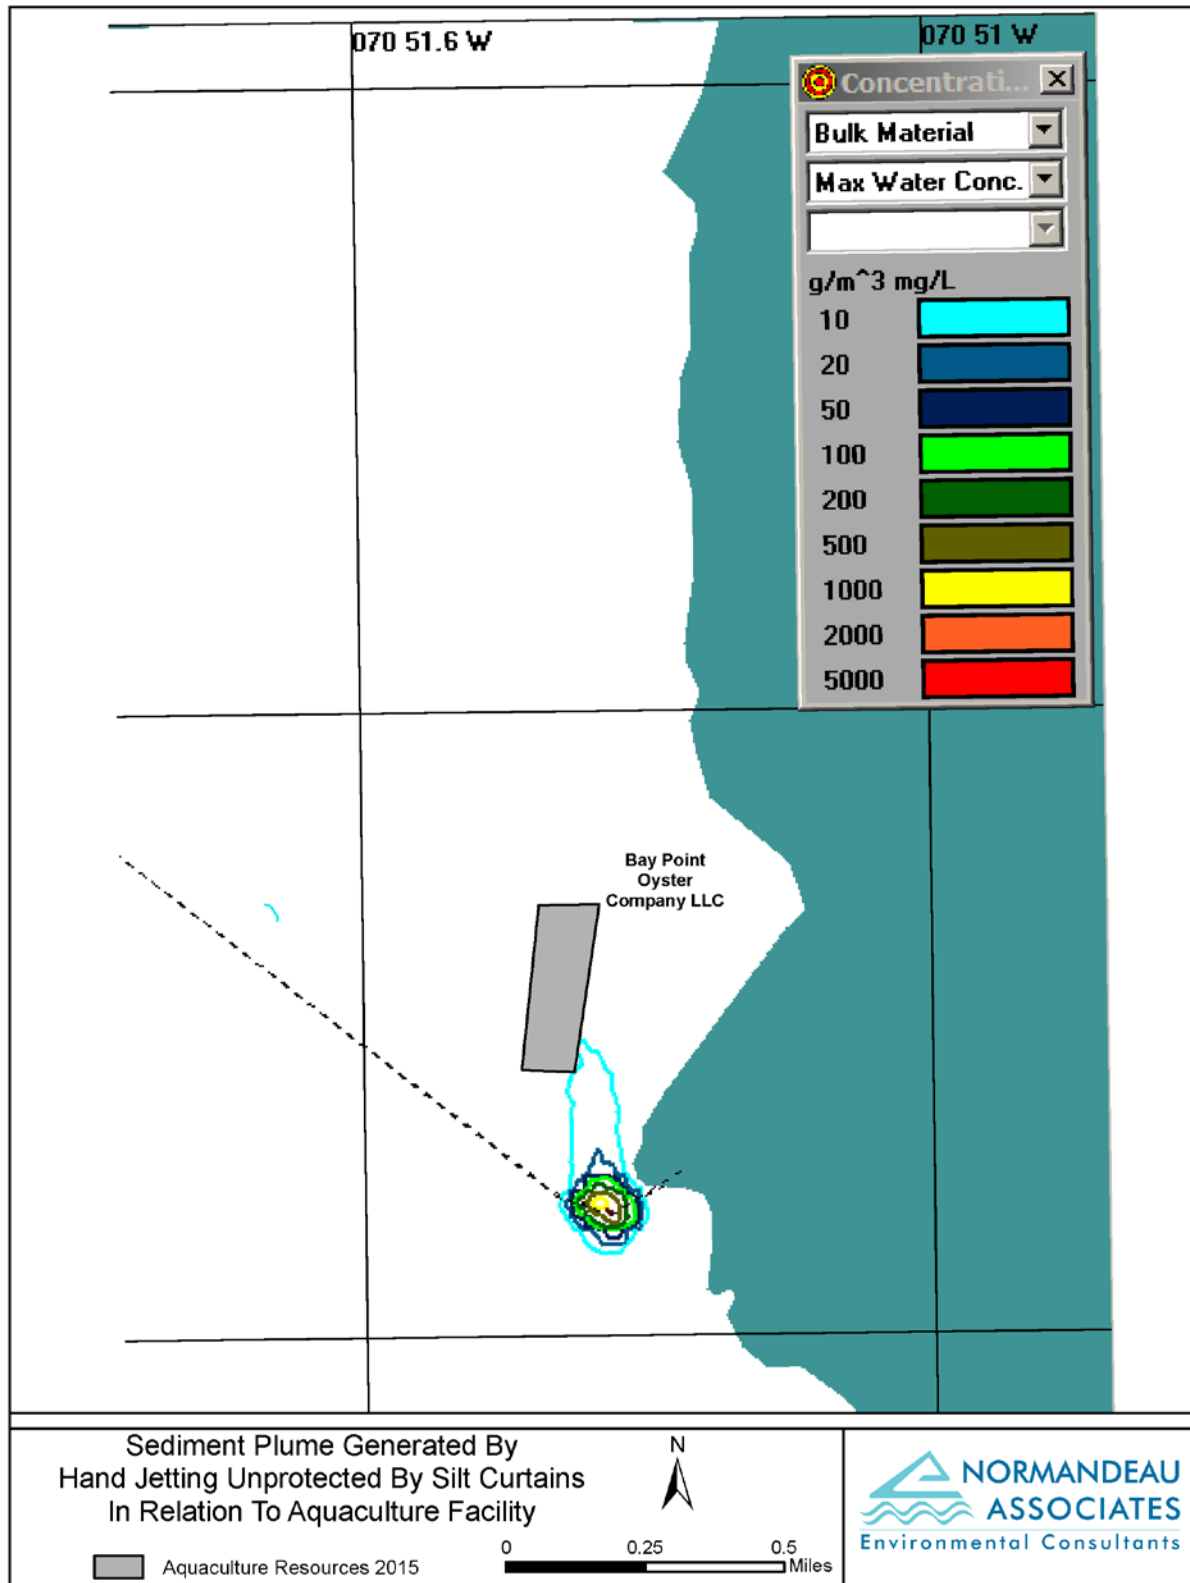 070 51.6 W
070 51 W
Concentrati...
Bulk Material
Max Water Conc.
g/m^3 mg/L
10
20
50
100
200
500
1000
2000
5000
Bay Point
Oyster
Company LLC
Sediment Plume Generated By
Hand Jetting Unprotected By Silt Curtains
In Relation To Aquaculture Facility
Aquaculture Resources 2015
N
0 0.25 0.5
Miles
NORMANDEAU
ASSOCIATES
Environmental Consultants